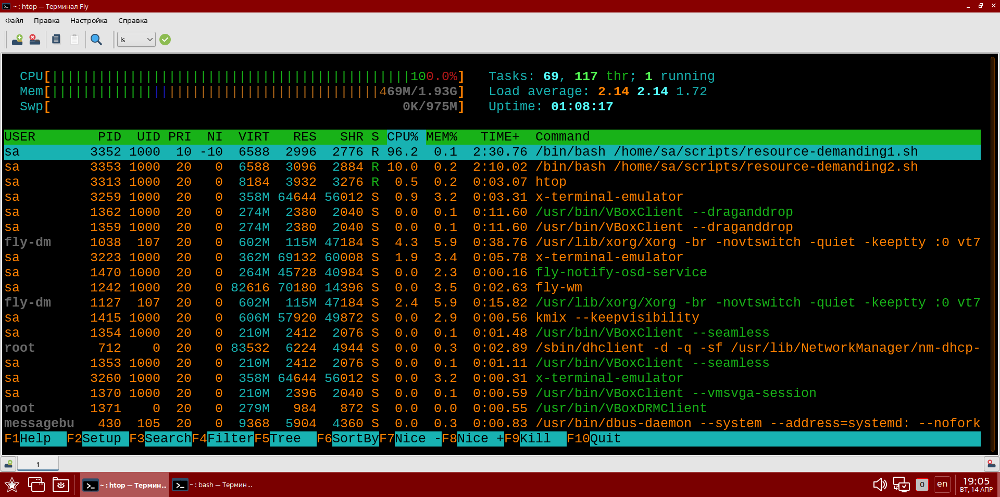 ~ : htop — Терминал Fly
Файл Правка Настройка Справка
ls
CPU[||||||||||||||||||||||||||||||||||||||||||||||100.0%] Tasks: 69, 117 thr; 1 running
Mem[||||||||||||||||||||||||||||||||||||||||||469M/1.93G] Load average: 2.14 2.14 1.72
Swp[ 0K/975M] Uptime: 01:08:17
USER PID UID PRI NI VIRT RES SHR S CPU% MEM% TIME+ Command
sa 3352 1000 10 -10 6588 2996 2776 R 96.2 0.1 2:30.76 /bin/bash /home/sa/scripts/resource-demanding1.sh
sa 3353 1000 20 0 6588 3096 2884 R 10.0 0.2 2:10.02 /bin/bash /home/sa/scripts/resource-demanding2.sh
sa 3313 1000 20 0 8184 3932 3276 R 0.5 0.2 0:03.07 htop
sa 3259 1000 20 0 358M 64644 56012 S 0.9 3.2 0:03.31 x-terminal-emulator
sa 1362 1000 20 0 274M 2380 2040 S 0.0 0.1 0:11.60 /usr/bin/VBoxClient --draganddrop
sa 1359 1000 20 0 274M 2380 2040 S 0.0 0.1 0:11.60 /usr/bin/VBoxClient --draganddrop
fly-dm 1038 107 20 0 602M 115M 47184 S 4.3 5.9 0:38.76 /usr/lib/xorg/Xorg -br -novtswitch -quiet -keeptty :0 vt7
sa 3223 1000 20 0 362M 69132 60008 S 1.9 3.4 0:05.78 x-terminal-emulator
sa 1470 1000 20 0 264M 45728 40984 S 0.0 2.3 0:00.16 fly-notify-osd-service
sa 1242 1000 20 0 82616 70180 14396 S 0.0 3.5 0:02.63 fly-wm
fly-dm 1127 107 20 0 602M 115M 47184 S 2.4 5.9 0:15.82 /usr/lib/xorg/Xorg -br -novtswitch -quiet -keeptty :0 vt7
sa 1415 1000 20 0 606M 57920 49872 S 0.0 2.9 0:00.56 kmix --keepvisibility
sa 1354 1000 20 0 210M 2412 2076 S 0.0 0.1 0:01.48 /usr/bin/VBoxClient --seamless
root 712 0 20 0 83532 6224 4944 S 0.0 0.3 0:02.89 /sbin/dhclient -d -q -sf /usr/lib/NetworkManager/nm-dhcp-
sa 1353 1000 20 0 210M 2412 2076 S 0.0 0.1 0:01.11 /usr/bin/VBoxClient --seamless
sa 3260 1000 20 0 358M 64644 56012 S 0.0 3.2 0:00.31 x-terminal-emulator
sa 1370 1000 20 0 210M 2396 2040 S 0.0 0.1 0:00.59 /usr/bin/VBoxClient --vmsvga-session
root 1371 0 20 0 279M 984 872 S 0.0 0.0 0:00.55 /usr/bin/VBoxDRMClient
messagebu 430 105 20 0 9368 5904 4360 S 0.0 0.3 0:00.83 /usr/bin/dbus-daemon --system --address=systemd: --nofork
F1Help F2Setup F3SearchF4FilterF5Tree F6SortByF7Nice -F8Nice +F9Kill F10Quit
1
~ : htop — Термин... ~ : bash — Термин... 0 en 19:05
ВТ, 14 АПР